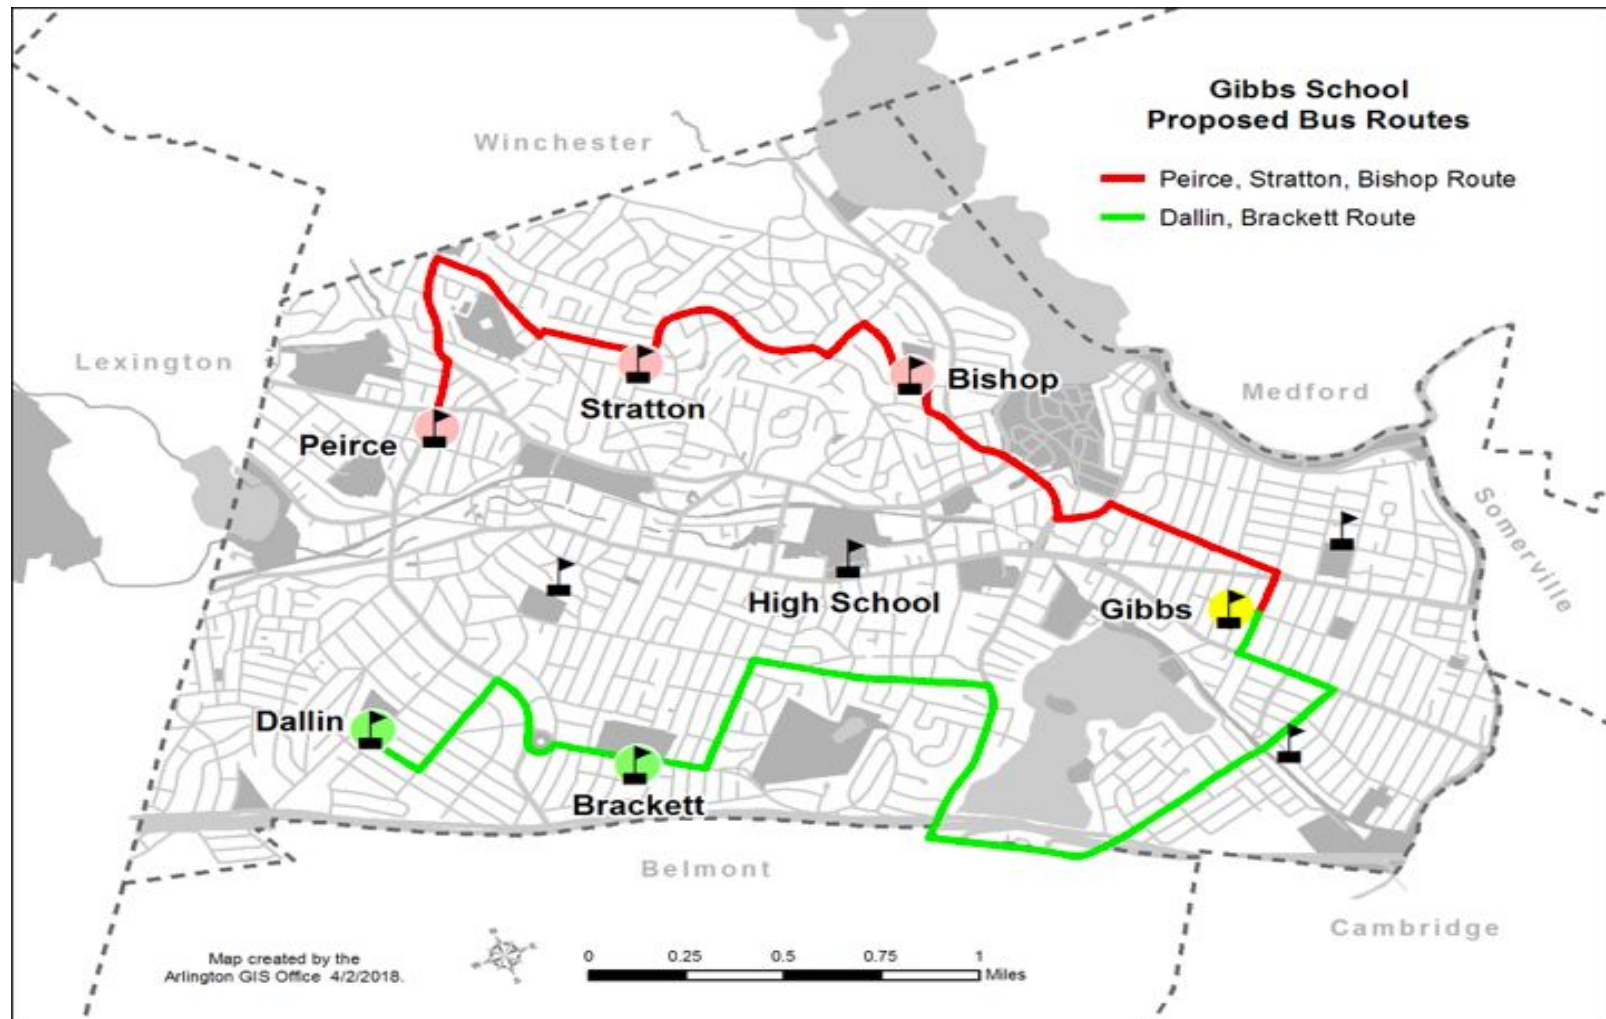 Gibbs School
Proposed Bus Routes
Peirce, Stratton, Bishop Route
Dallin, Brackett Route
Winchester
Lexington
Medford
Somerville
Bishop
Stratton
Peirce
High School
Gibbs
Dallin
Brackett
Belmont
Cambridge
Map created by the
Arlington GIS Office 4/2/2018.
0 0.25 0.5 0.75 1
Miles